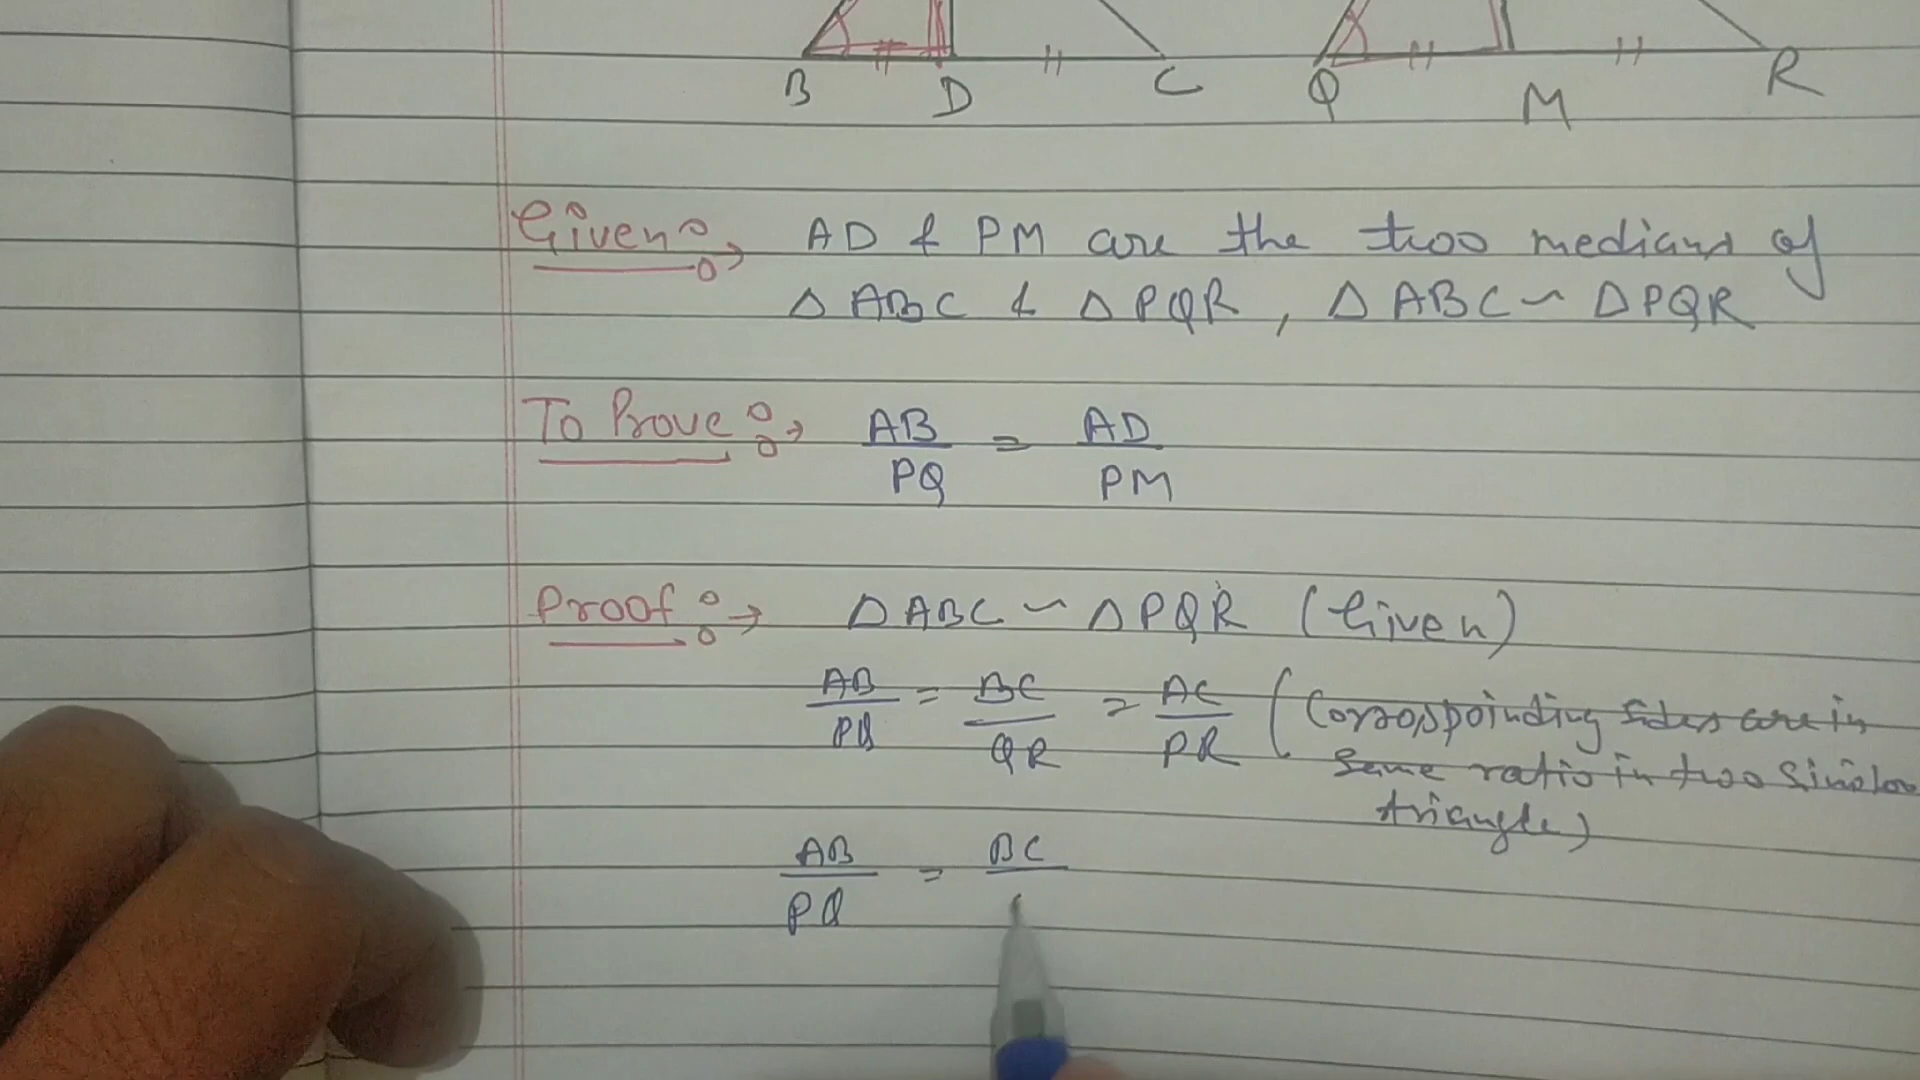 B D C Q M R
Given :→ AD & PM are the two medians of
△ ABC & △ PQR, △ ABC ~ △PQR
To Prove :→ AB/PQ = AD/PM
Proof :→ △ABC ~ △PQR (Given)
AB/PQ = BC/QR = AC/PR (Corrospoinding sides are in
Same ratio in two Similar
triangle)
AB/PQ = BC/